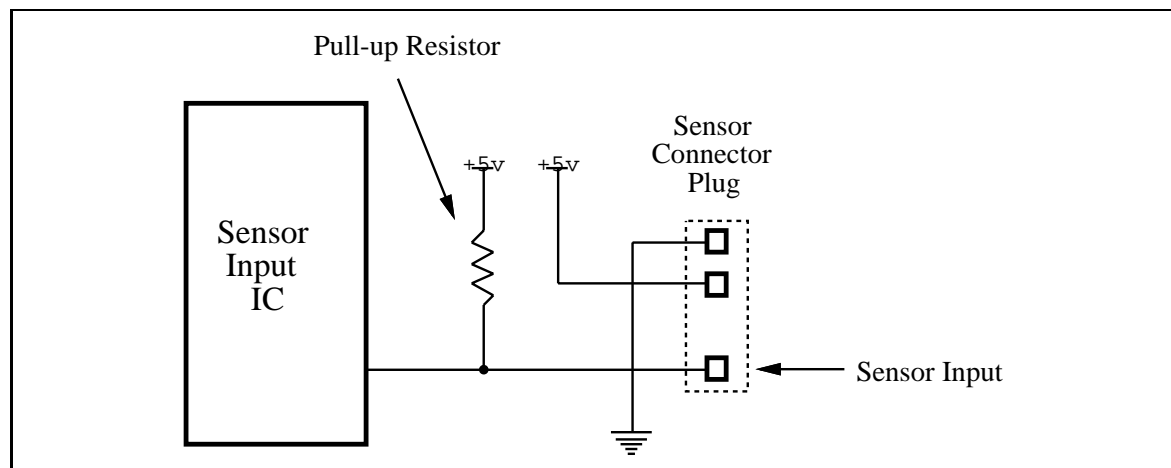 Pull-up Resistor
Sensor
Connector
Plug
+5v
+5v
Sensor
Input
IC
Sensor Input